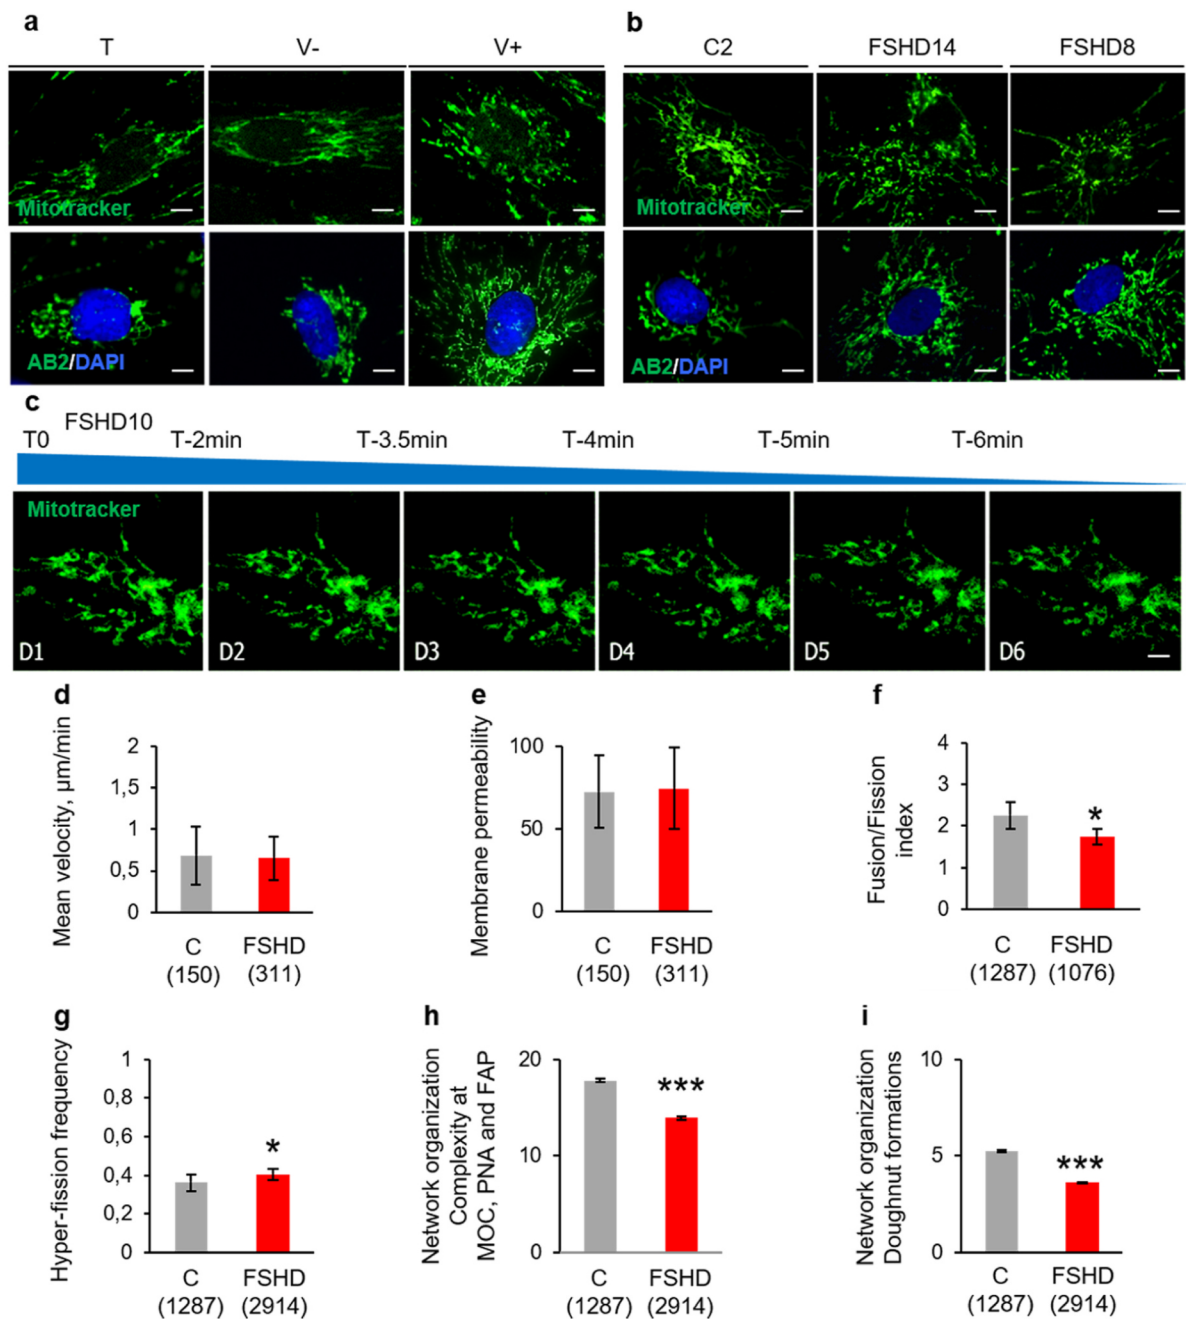 a
T
V-
V+
b
C2
FSHD14
FSHD8
Mitotracker
Mitotracker
AB2/DAPI
AB2/DAPI
c
FSHD10
T0
T-2min
T-3.5min
T-4min
T-5min
T-6min
Mitotracker
D1
D2
D3
D4
D5
D6
d
Mean velocity, µm/min
2
1,5
1
0,5
0
C
(150)
FSHD
(311)
e
Membrane permeability
100
50
0
C
(150)
FSHD
(311)
f
Fusion/Fission
index
4
3
2
1
0
*
C
(1287)
FSHD
(1076)
g
Hyper-fission frequency
1
0,8
0,6
0,4
0,2
0
*
C
(1287)
FSHD
(2914)
h
Network organization
Complexity at
MOC, PNA and FAP
20
10
0
***
C
(1287)
FSHD
(2914)
i
Network organization
Doughnut formations
10
5
0
***
C
(1287)
FSHD
(2914)